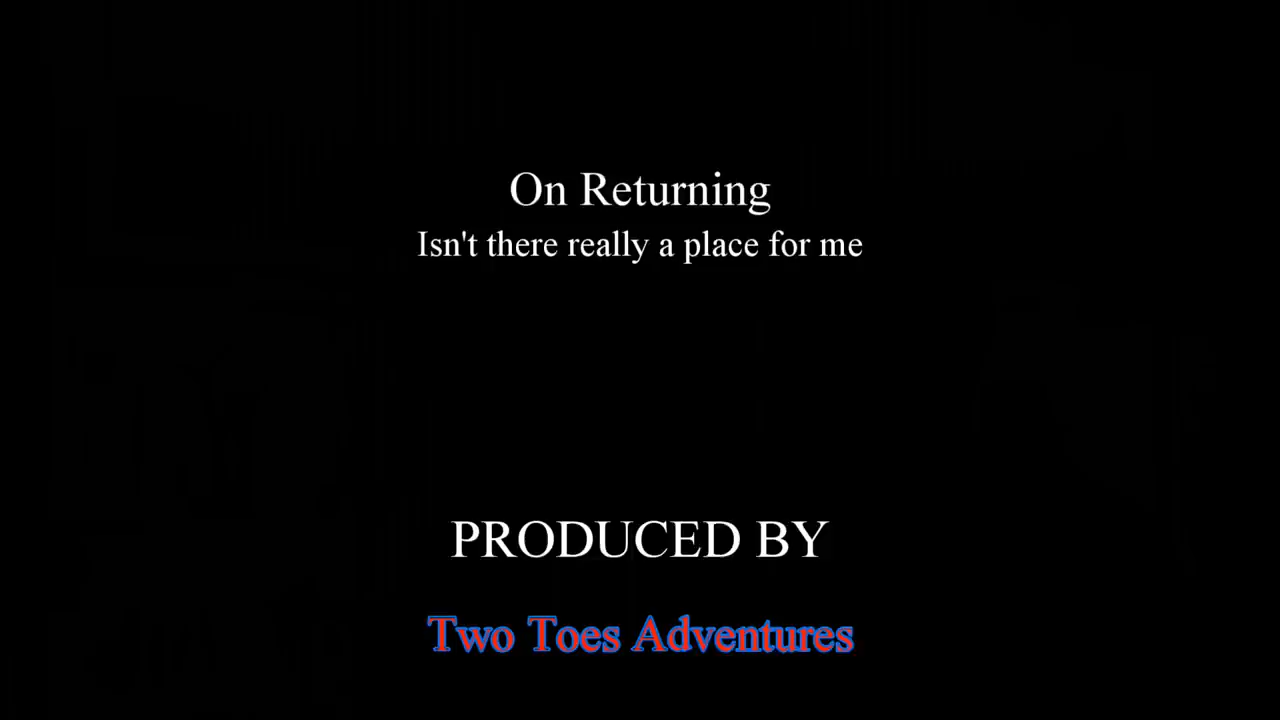 On Returning
Isn't there really a place for me
PRODUCED BY
Two Toes Adventures